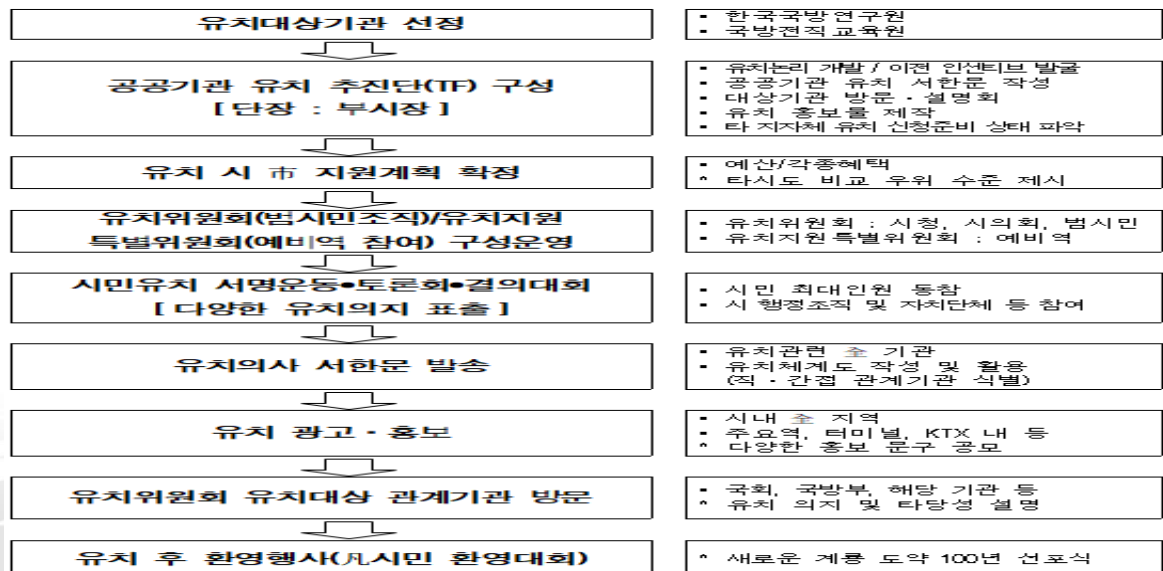 유치대상기관 선정
▪ 한국국방연구원
▪ 국방전직교육원
공공기관 유치 추진단(TF) 구성
[ 단장 : 부시장 ]
▪ 유치논리 개발 / 이전 인센티브 발굴
▪ 공공기관 유치 서한문 작성
▪ 대상기관 방문·설명회
▪ 유치 홍보물 제작
▪ 타 지자체 유치 신청준비 상태 파악
유치 시 市 지원계획 확정
▪ 예산/각종혜택
* 타시도 비교 우위 수준 제시
유치위원회(범시민조직)/유치지원
특별위원회(예비역 참여) 구성운영
▪ 유치위원회 : 시청, 시의회, 범시민
▪ 유치지원특별위원회 : 예비역
시민유치 서명운동•토론회•결의대회
[ 다양한 유치의지 표출 ]
▪ 시민 최대인원 동참
▪ 시 행정조직 및 자치단체 등 참여
유치의사 서한문 발송
▪ 유치관련 全 기관
▪ 유치체계도 작성 및 활용
(직·간접 관계기관 식별)
유치 광고·홍보
▪ 시내 全 지역
▪ 주요역, 터미널, KTX 내 등
* 다양한 홍보 문구 공모
유치위원회 유치대상 관계기관 방문
▪ 국회, 국방부, 해당 기관 등
* 유치 의지 및 타당성 설명
유치 후 환영행사(凡시민 환영대회)
* 새로운 계룡 도약 100년 선포식